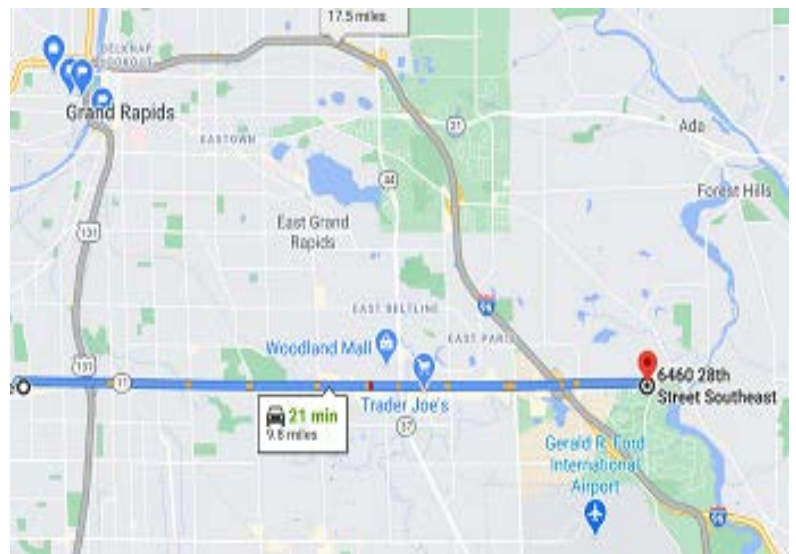 17.5 miles
BELKNAP
LOOKOUT
Grand Rapids
EASTOWN
21
Ada
44
Forest Hills
East Grand
Rapids
131
EAST BELTLINE
96
Woodland Mall
EAST PARIS
131
11
6460 28th
Street Southeast
Trader Joe's
21 min
9.8 miles
37
Gerald R. Ford
International
Airport
96